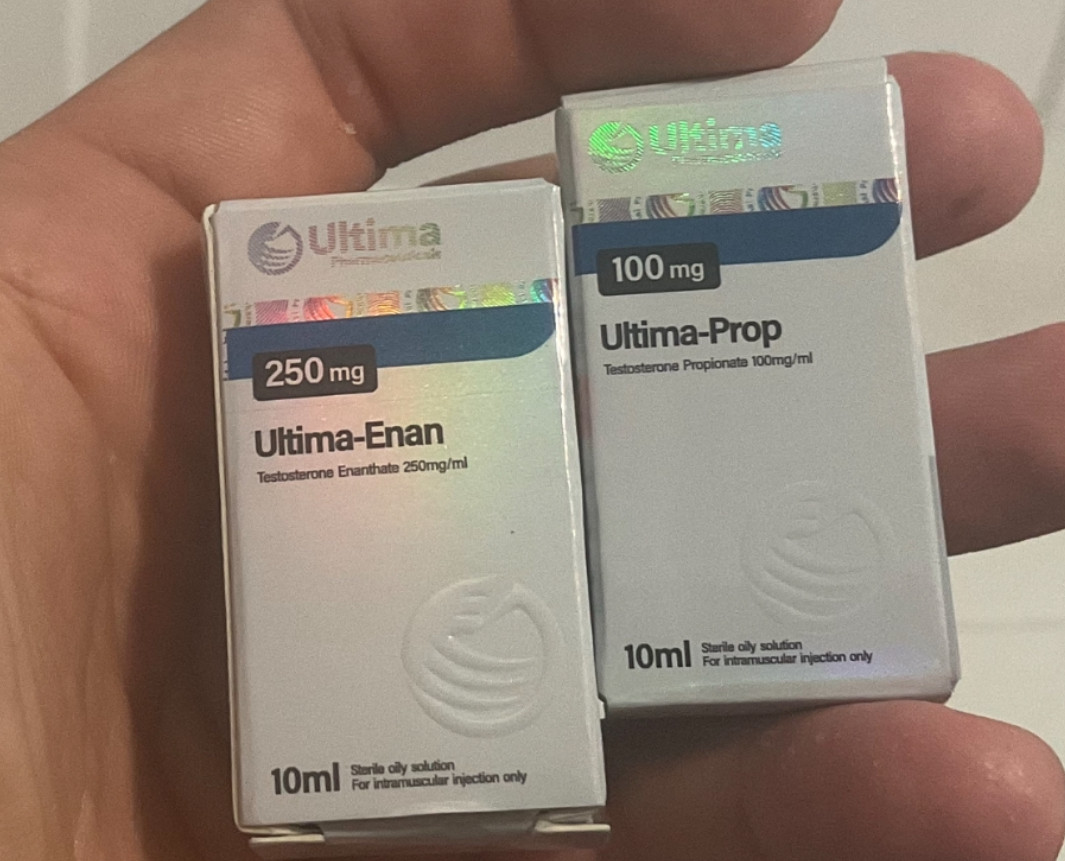 Ultima
Pharmaceuticals
250 mg
Ultima-Enan
Testosterone Enanthate 250mg/ml
10ml
Sterile oily solution
For intramuscular injection only
Ultima
100 mg
Ultima-Prop
Testosterone Propionate 100mg/ml
10ml
Sterile oily solution
For intramuscular injection only